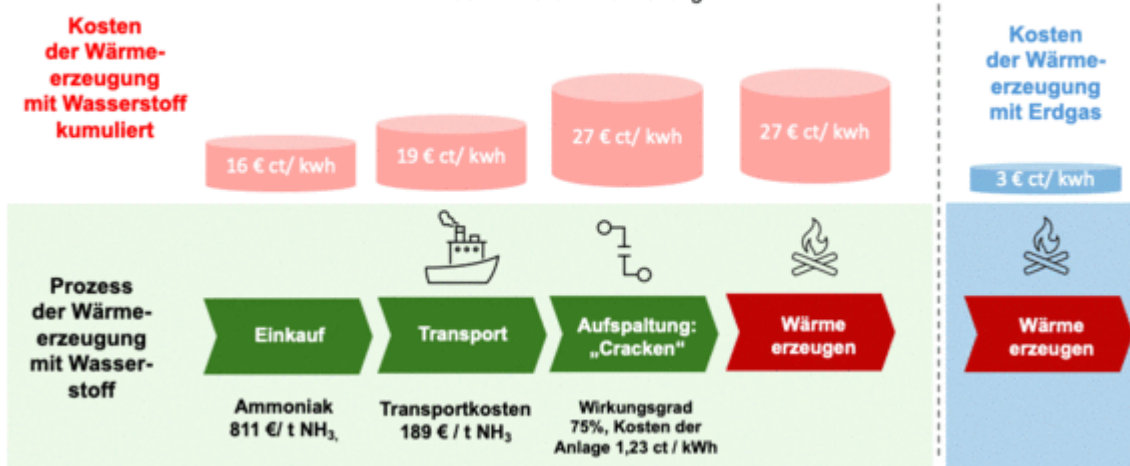 Kosten
der Wärme-
erzeugung
mit Wasserstoff
kumuliert
16 € ct/ kwh
19 € ct/ kwh
27 € ct/ kwh
27 € ct/ kwh
Kosten
der Wärme-
erzeugung
mit Erdgas
3 € ct/ kwh
Prozess
der Wärme-
erzeugung
mit Wasser-
stoff
Einkauf
Transport
Aufspaltung:
„Cracken“
Wärme
erzeugen
Wärme
erzeugen
Ammoniak
811 €/ t NH3,
Transportkosten
189 € / t NH3
Wirkungsgrad
75%, Kosten der
Anlage 1,23 ct / kWh